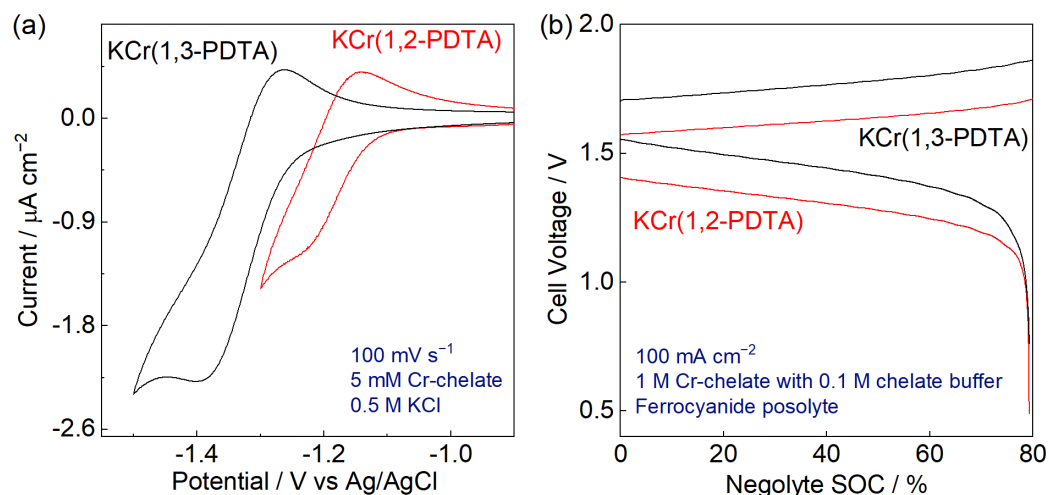 (a)
KCr(1,3-PDTA)
KCr(1,2-PDTA)
0.0
-0.9
-1.8
-2.6
Current / μA cm⁻²
100 mV s⁻¹
5 mM Cr-chelate
0.5 M KCl
-1.4
-1.2
-1.0
Potential / V vs Ag/AgCl
(b)
2.0
1.5
1.0
0.5
Cell Voltage / V
KCr(1,3-PDTA)
KCr(1,2-PDTA)
100 mA cm⁻²
1 M Cr-chelate with 0.1 M chelate buffer
Ferrocyanide posolyte
0
20
40
60
80
Negolyte SOC / %